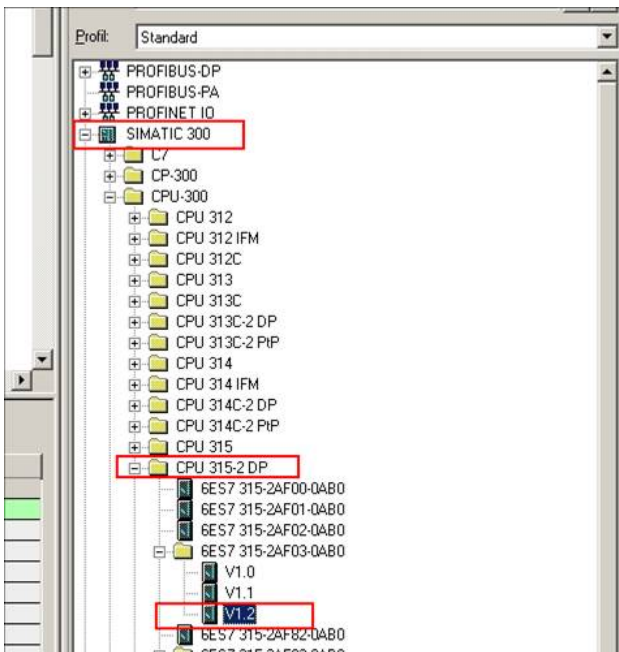 Profil: Standard
PROFIBUS-DP
PROFIBUS-PA
PROFINET IO
SIMATIC 300
C7
CP-300
CPU-300
CPU 312
CPU 312 IFM
CPU 312C
CPU 313
CPU 313C
CPU 313C-2 DP
CPU 313C-2 PtP
CPU 314
CPU 314 IFM
CPU 314C-2 DP
CPU 314C-2 PtP
CPU 315
CPU 315-2 DP
6ES7 315-2AF00-0AB0
6ES7 315-2AF01-0AB0
6ES7 315-2AF02-0AB0
6ES7 315-2AF03-0AB0
V1.0
V1.1
V1.2
6ES7 315-2AF82-0AB0